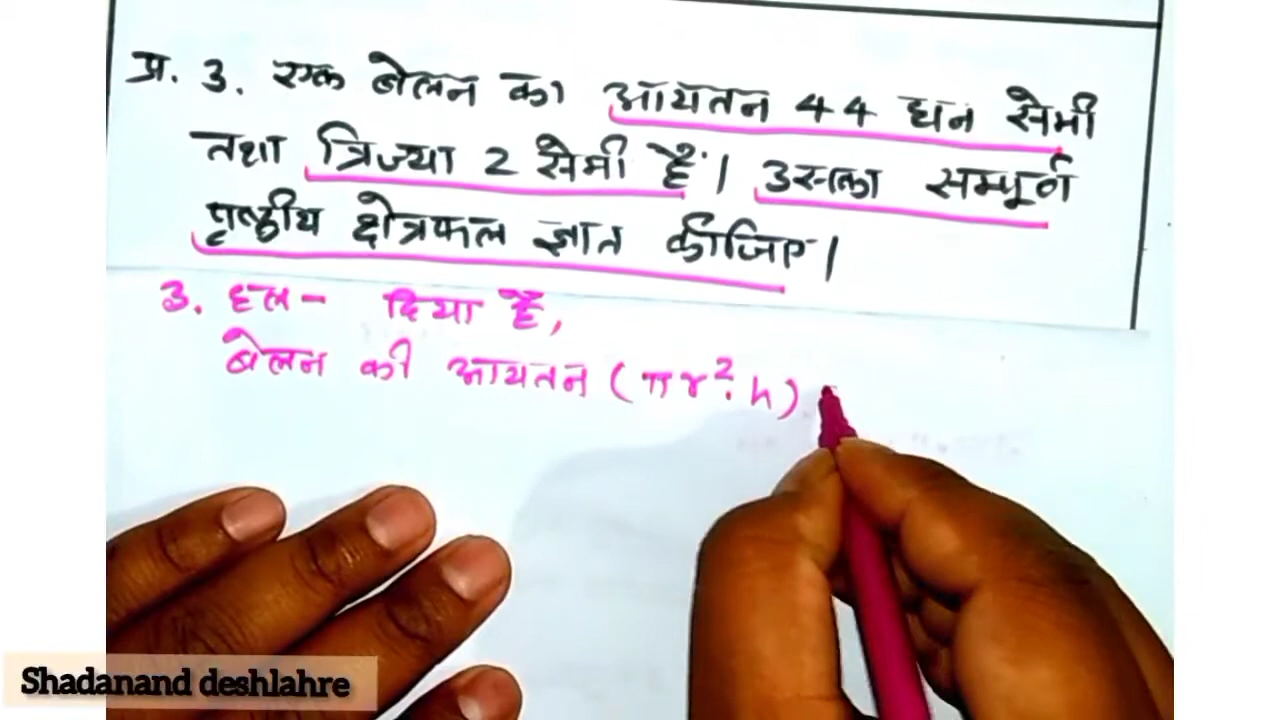 प्र. 3. एक बेलन का आयतन 44 घन सेमी
तथा त्रिज्या 2 सेमी हैं। उसका सम्पूर्ण
पृष्ठीय क्षेत्रफल ज्ञात कीजिए।
3. हल - दिया है,
बेलन की आयतन (πr².h)
Shadanand deshlahre